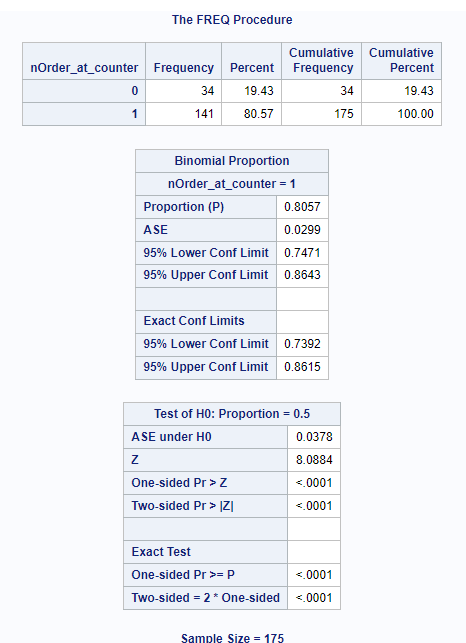 The FREQ Procedure
Cumulative Cumulative
nOrder_at_counter Frequency Percent Frequency Percent
0 34 19.43 34 19.43
1 141 80.57 175 100.00
Binomial Proportion
nOrder_at_counter = 1
Proportion (P) 0.8057
ASE 0.0299
95% Lower Conf Limit 0.7471
95% Upper Conf Limit 0.8643
Exact Conf Limits
95% Lower Conf Limit 0.7392
95% Upper Conf Limit 0.8615
Test of H0: Proportion = 0.5
ASE under H0 0.0378
Z 8.0884
One-sided Pr > Z <.0001
Two-sided Pr > |Z| <.0001
Exact Test
One-sided Pr >= P <.0001
Two-sided = 2 * One-sided <.0001
Sample Size = 175